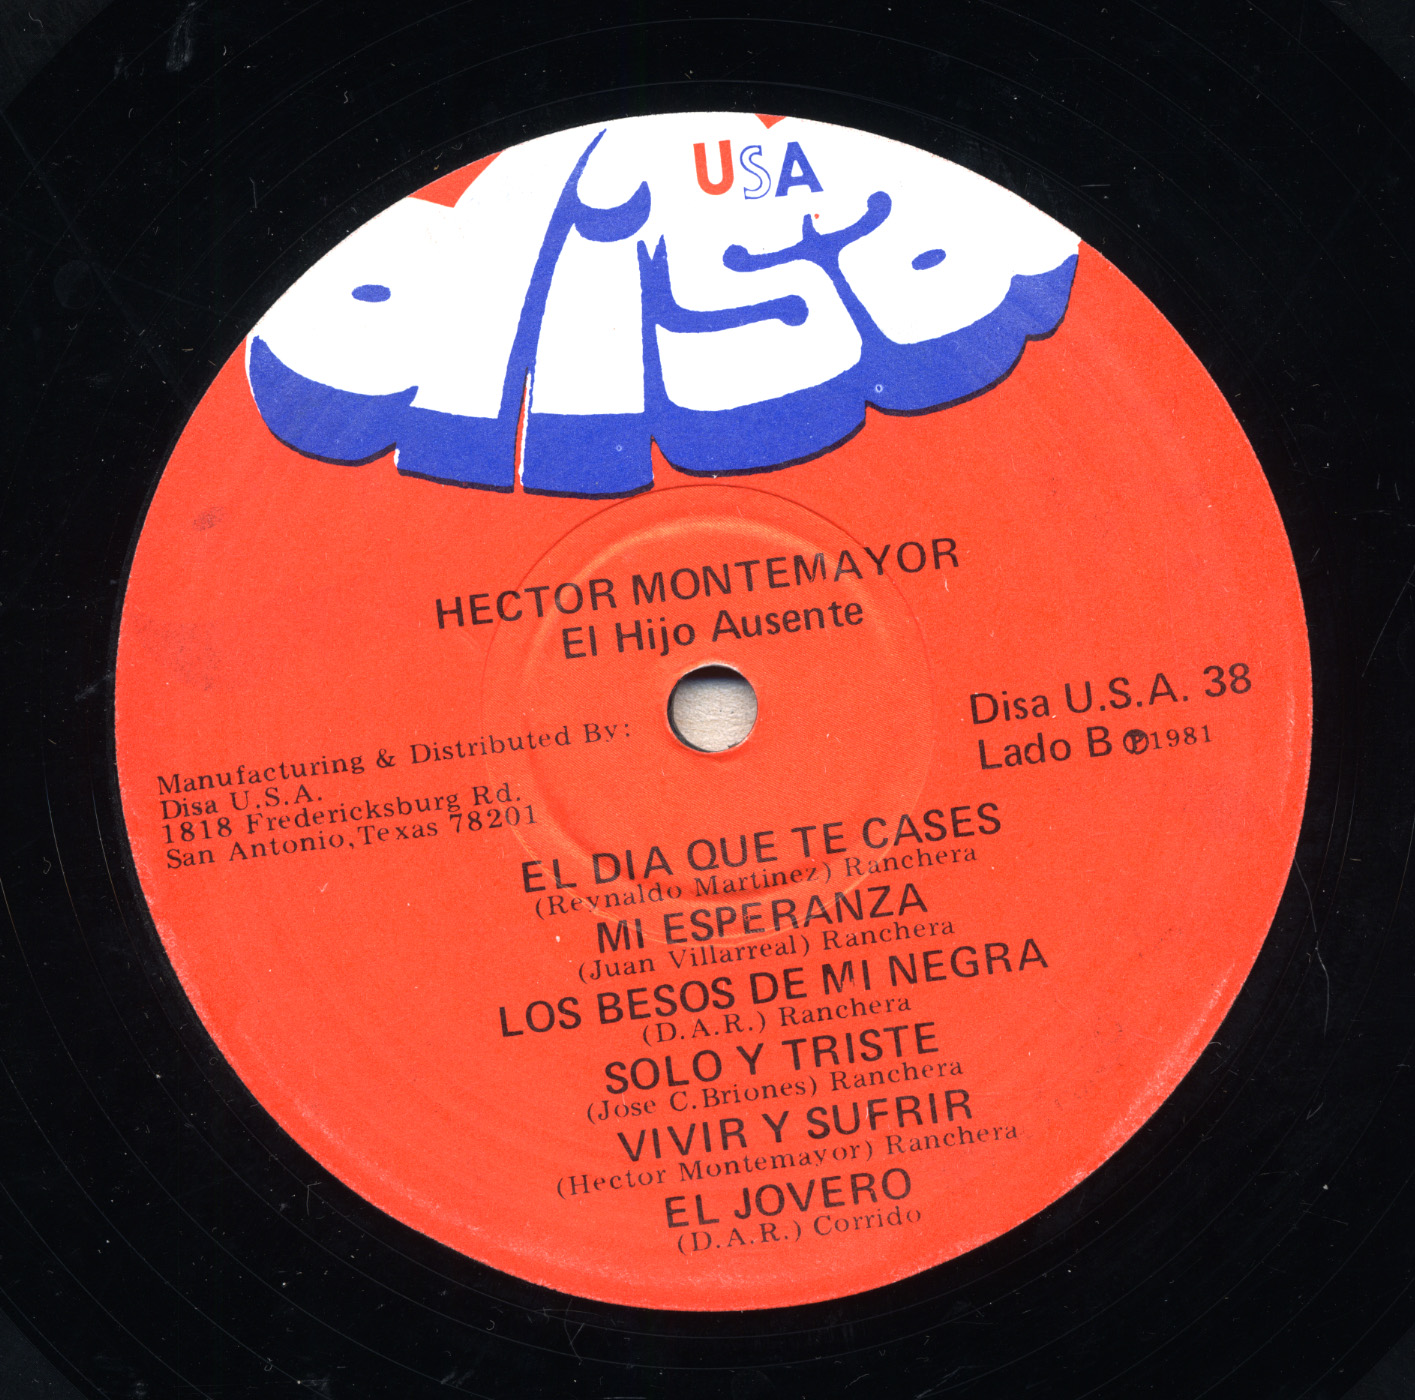 USA
disa
HECTOR MONTEMAYOR
El Hijo Ausente
Disa U.S.A. 38
Lado B ℗1981
Manufacturing & Distributed By:
Disa U.S.A.
1818 Fredericksburg Rd.
San Antonio,Texas 78201
EL DIA QUE TE CASES
(Reynaldo Martinez) Ranchera
MI ESPERANZA
(Juan Villarreal) Ranchera
LOS BESOS DE MI NEGRA
(D.A.R.) Ranchera
SOLO Y TRISTE
(Jose C.Briones) Ranchera
VIVIR Y SUFRIR
(Hector Montemayor) Ranchera
EL JOVERO
(D.A.R.) Corrido